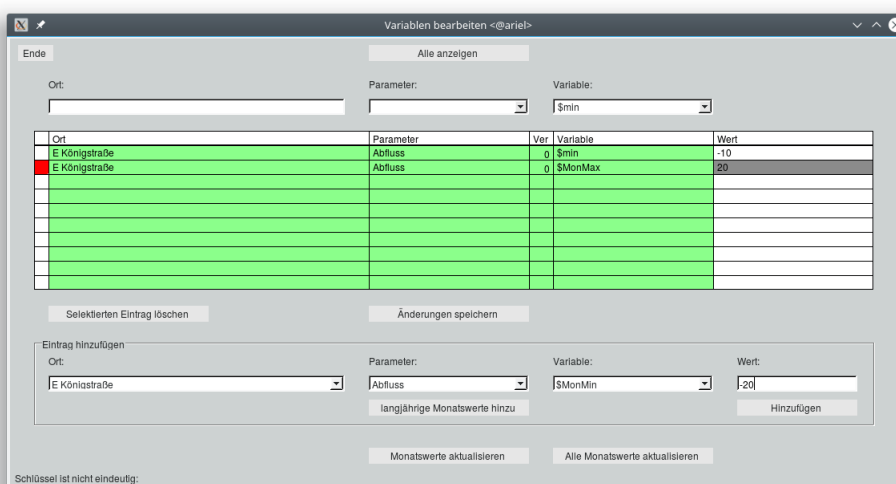 Variablen bearbeiten <@ariel>
Ende
Alle anzeigen
Ort:
Parameter:
Variable:
$min
Ort Parameter Ver Variable Wert
E Königstraße Abfluss 0 $min -10
E Königstraße Abfluss 0 $MonMax 20
Selektierten Eintrag löschen
Änderungen speichern
Eintrag hinzufügen
Ort: Parameter: Variable: Wert:
E Königstraße Abfluss $MonMin -20
langjährige Monatswerte hinzu
Hinzufügen
Monatswerte aktualisieren
Alle Monatswerte aktualisieren
Schlüssel ist nicht eindeutig: